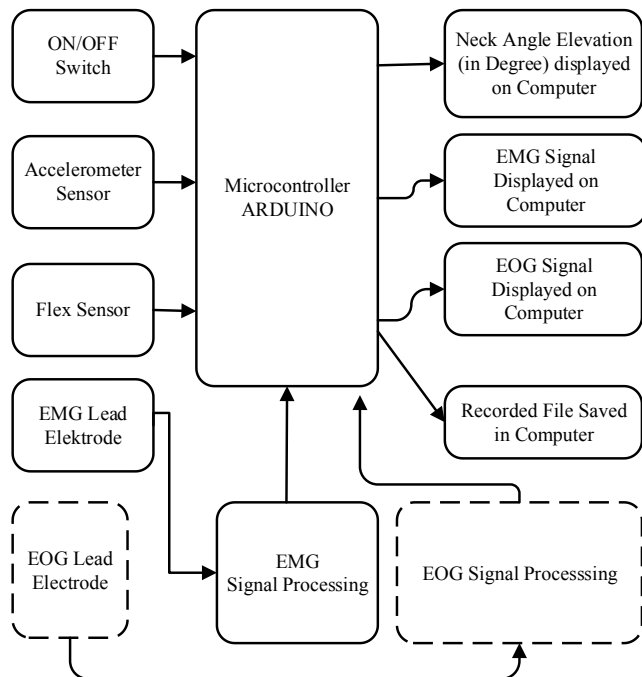 ON/OFF
Switch
Accelerometer
Sensor
Flex Sensor
EMG Lead
Elektrode
EOG Lead
Electrode
Microcontroller
ARDUINO
EMG
Signal Processing
EOG Signal Processsing
Neck Angle Elevation
(in Degree) displayed
on Computer
EMG Signal
Displayed on
Computer
EOG Signal
Displayed on
Computer
Recorded File Saved
in Computer